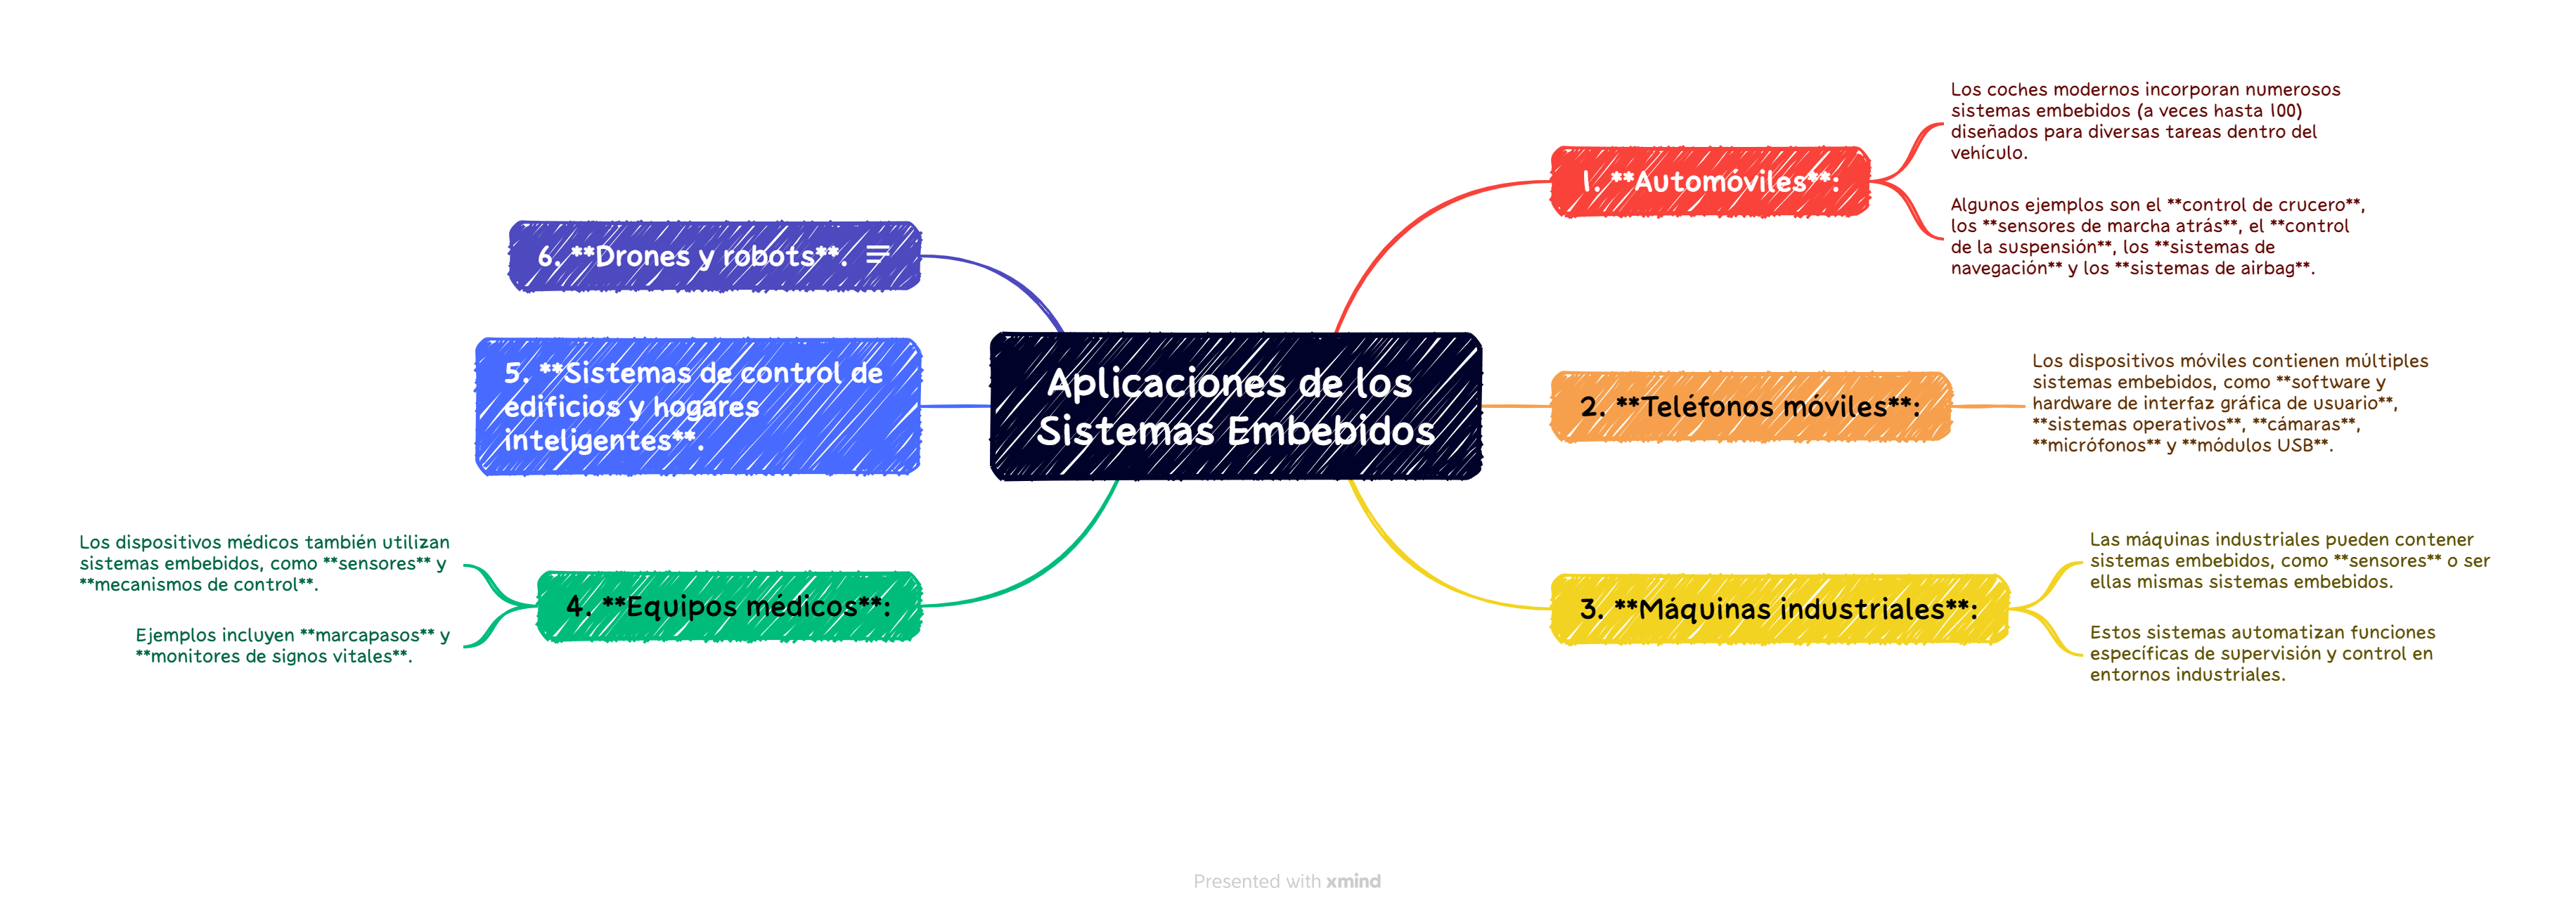 Aplicaciones de los
Sistemas Embebidos
1. **Automóviles**:
Los coches modernos incorporan numerosos
sistemas embebidos (a veces hasta 100)
diseñados para diversas tareas dentro del
vehículo.
Algunos ejemplos son el **control de crucero**,
los **sensores de marcha atrás**, el **control
de la suspensión**, los **sistemas de
navegación** y los **sistemas de airbag**.
2. **Teléfonos móviles**:
Los dispositivos móviles contienen múltiples
sistemas embebidos, como **software y
hardware de interfaz gráfica de usuario**,
**sistemas operativos**, **cámaras**,
**micrófonos** y **módulos USB**.
3. **Máquinas industriales**:
Las máquinas industriales pueden contener
sistemas embebidos, como **sensores** o ser
ellas mismas sistemas embebidos.
Estos sistemas automatizan funciones
específicas de supervisión y control en
entornos industriales.
4. **Equipos médicos**:
Los dispositivos médicos también utilizan
sistemas embebidos, como **sensores** y
**mecanismos de control**.
Ejemplos incluyen **marcapasos** y
**monitores de signos vitales**.
5. **Sistemas de control de
edificios y hogares
inteligentes**.
6. **Drones y robots**.
Presented with xmind